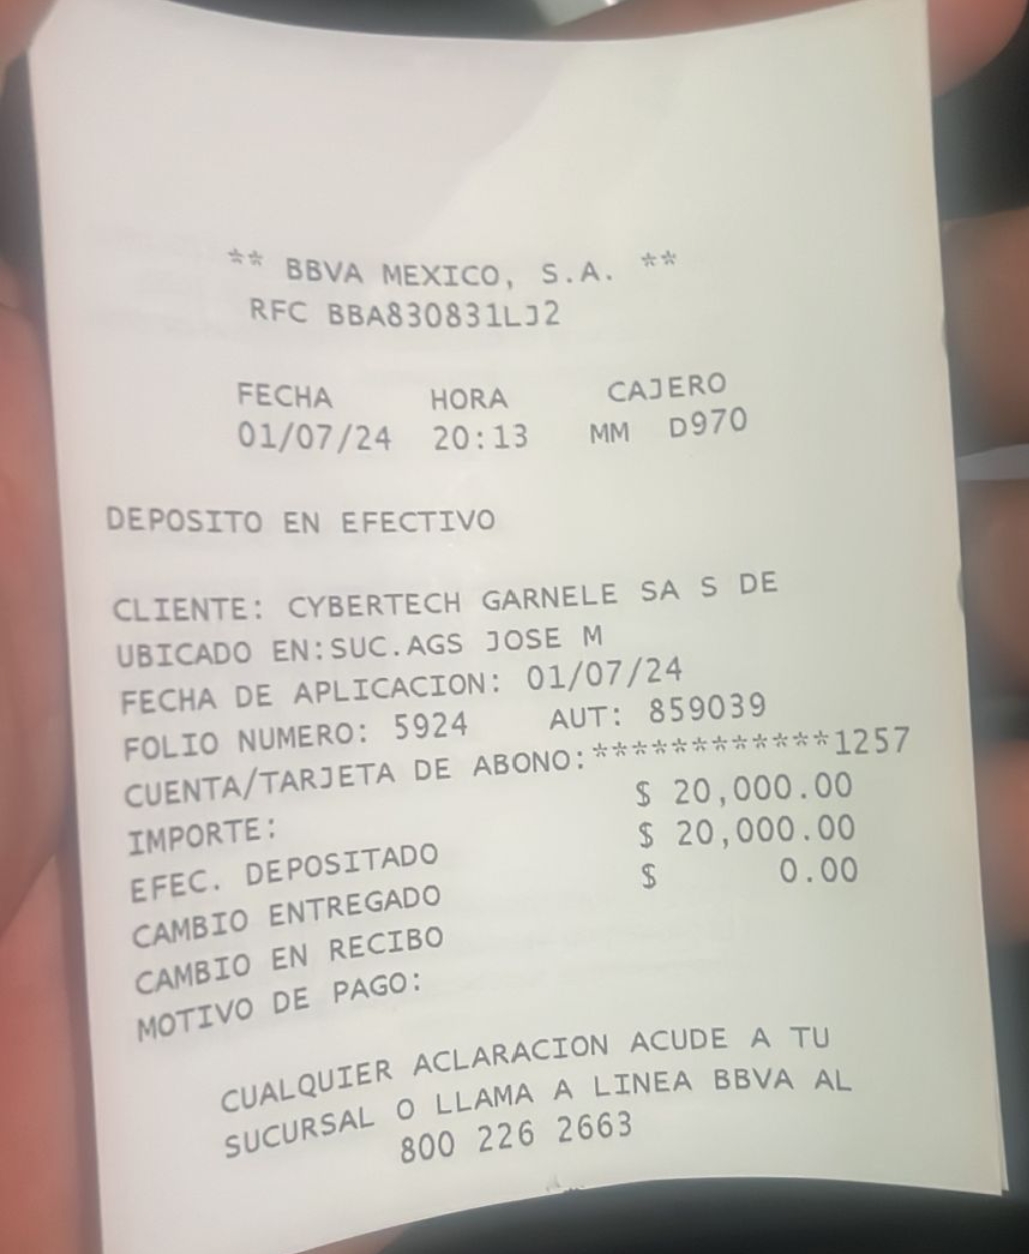 ** BBVA MEXICO, S.A. **
RFC BBA830831LJ2
FECHA HORA CAJERO
01/07/24 20:13 MM D970
DEPOSITO EN EFECTIVO
CLIENTE: CYBERTECH GARNELE SA S DE
UBICADO EN:SUC.AGS JOSE M
FECHA DE APLICACION: 01/07/24
FOLIO NUMERO: 5924 AUT: 859039
CUENTA/TARJETA DE ABONO:************1257
IMPORTE: $ 20,000.00
EFEC. DEPOSITADO $ 20,000.00
CAMBIO ENTREGADO $ 0.00
CAMBIO EN RECIBO
MOTIVO DE PAGO:
CUALQUIER ACLARACION ACUDE A TU
SUCURSAL O LLAMA A LINEA BBVA AL
800 226 2663